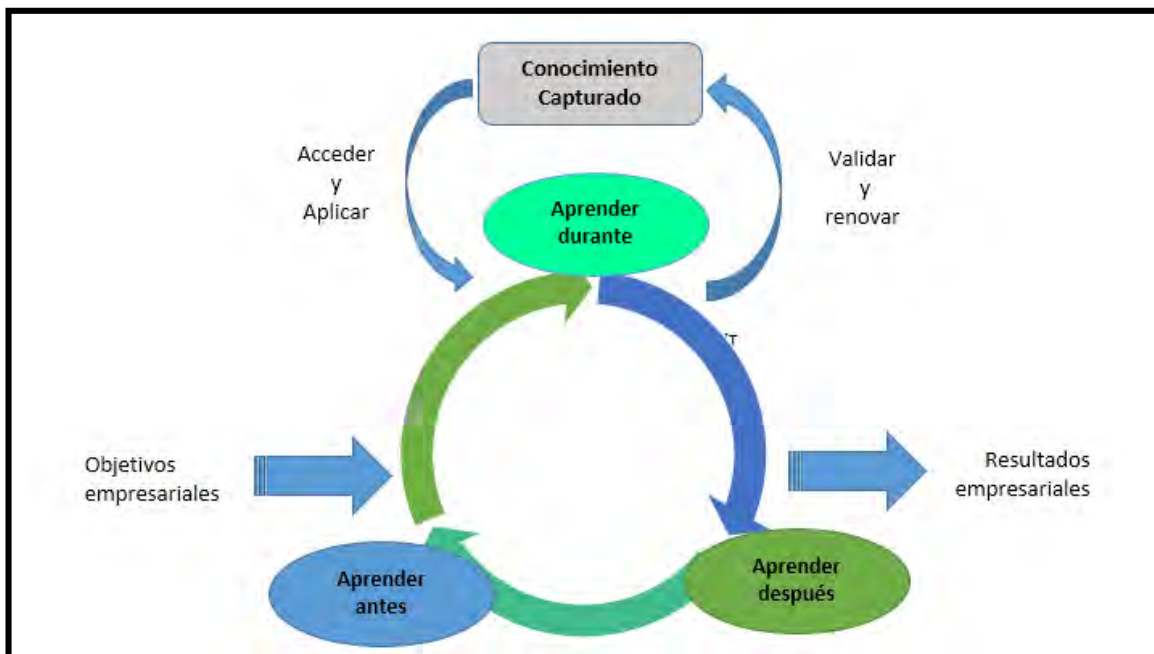 Conocimiento
Capturado
Acceder
y
Aplicar
Validar
y
renovar
Aprender
durante
Objetivos
empresariales
Resultados
empresariales
Aprender
antes
Aprender
después